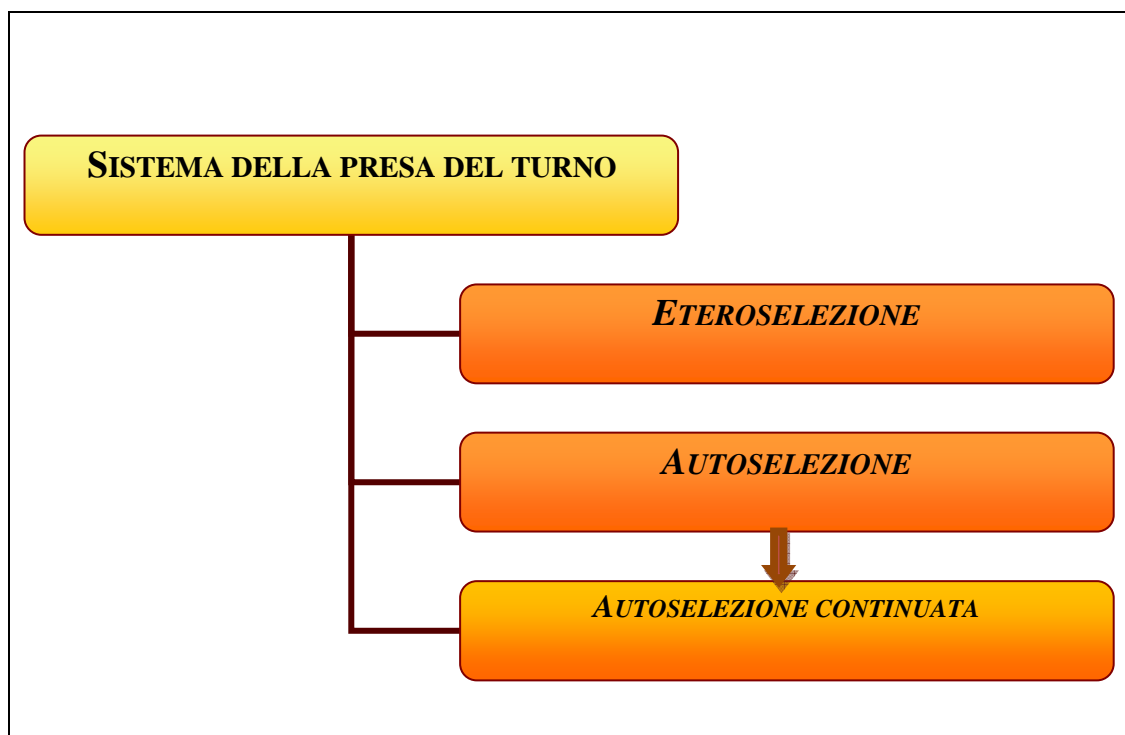 SISTEMA DELLA PRESA DEL TURNO
ETEROSELEZIONE
AUTOSELEZIONE
AUTOSELEZIONE CONTINUATA